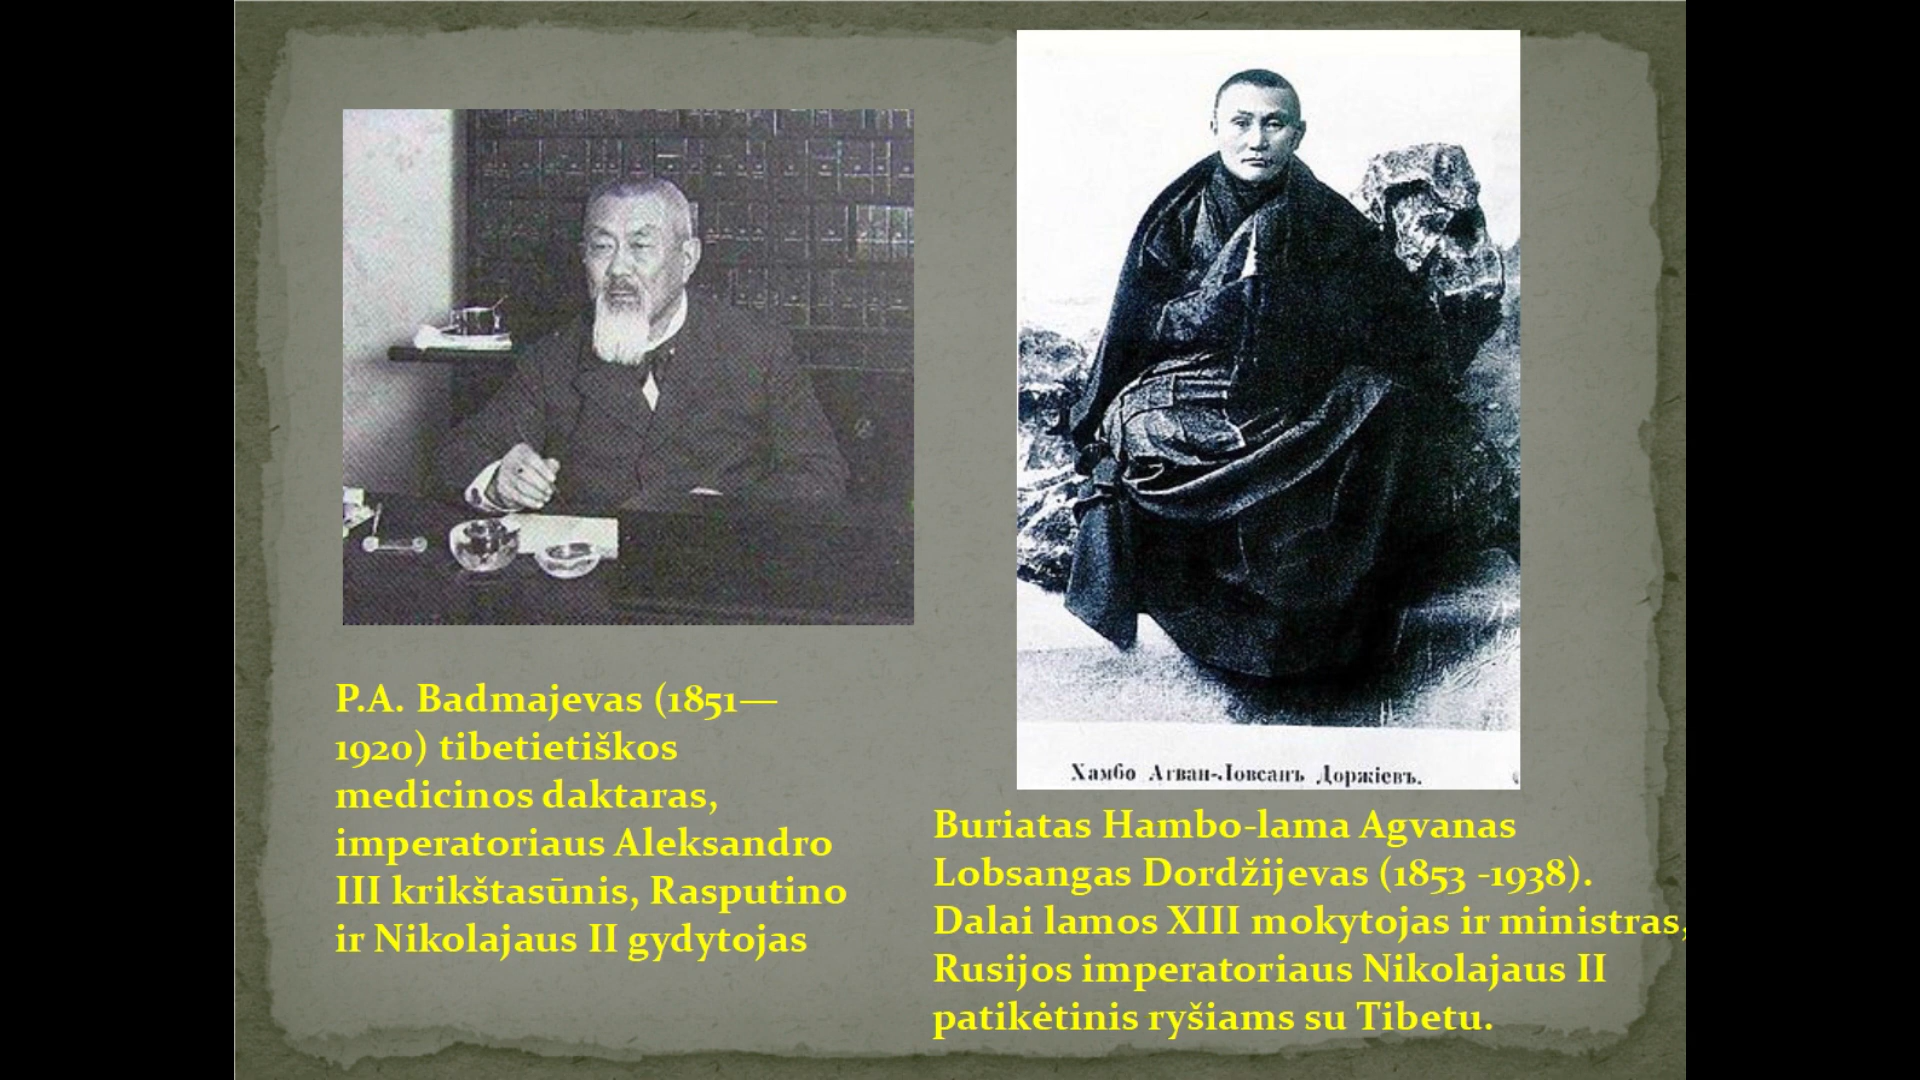 P.A. Badmajevas (1851—
1920) tibetietiškos
medicinos daktaras,
imperatoriaus Aleksandro
III krikštasūnis, Rasputino
ir Nikolajaus II gydytojas
Хамбо Агван-Ловсанъ Доржіевъ.
Buriatas Hambo-lama Agvanas
Lobsangas Dordžijevas (1853 -1938).
Dalai lamos XIII mokytojas ir ministras,
Rusijos imperatoriaus Nikolajaus II
patikėtinis ryšiams su Tibetu.